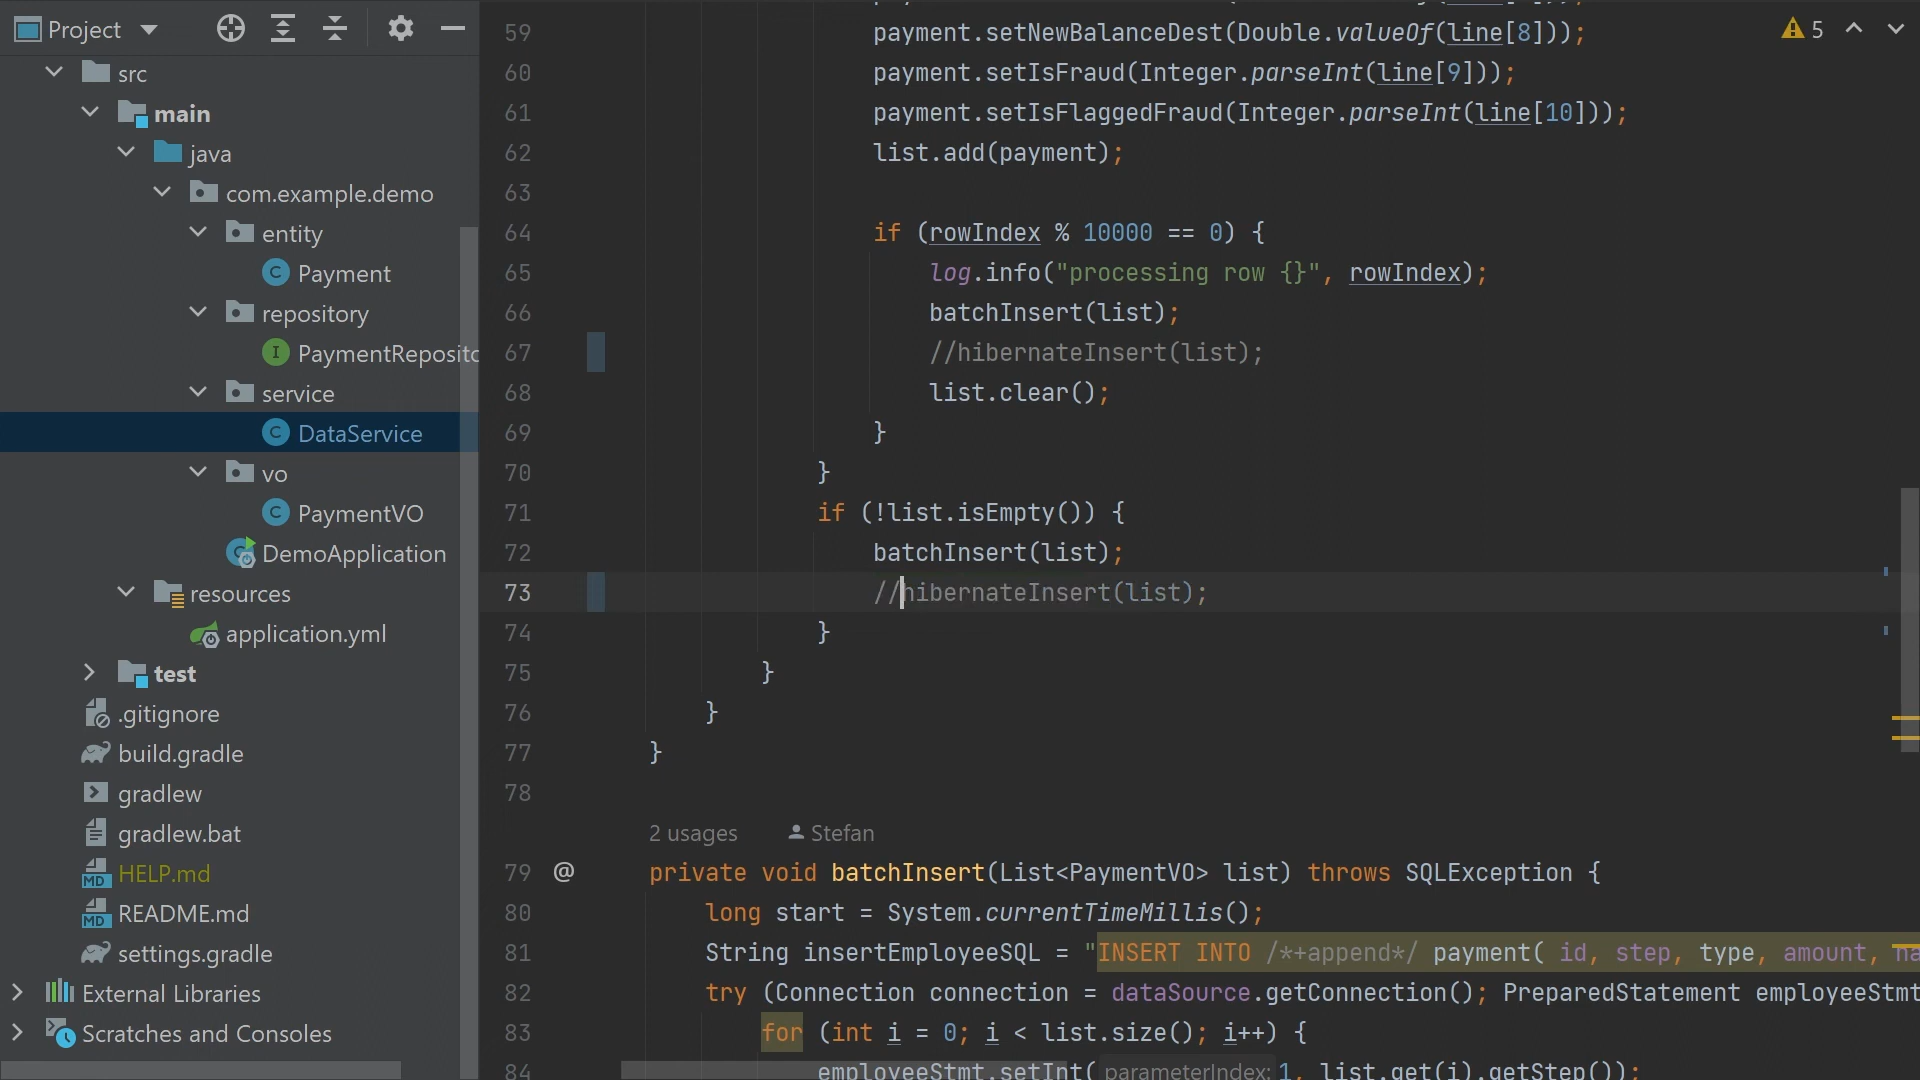 Project
src
main
java
com.example.demo
entity
Payment
repository
PaymentReposito
service
DataService
vo
PaymentVO
DemoApplication
resources
application.yml
test
.gitignore
build.gradle
gradlew
gradlew.bat
MD HELP.md
MD README.md
settings.gradle
External Libraries
Scratches and Consoles
5
59 payment.setNewBalanceDest(Double.valueOf(line[8]));
60 payment.setIsFraud(Integer.parseInt(line[9]));
61 payment.setIsFlaggedFraud(Integer.parseInt(line[10]));
62 list.add(payment);
63
64 if (rowIndex % 10000 == 0) {
65 log.info("processing row {}", rowIndex);
66 batchInsert(list);
67 //hibernateInsert(list);
68 list.clear();
69 }
70 }
71 if (!list.isEmpty()) {
72 batchInsert(list);
73 //hibernateInsert(list);
74 }
75 }
76 }
77 }
78
2 usages Stefan
79 @ private void batchInsert(List<PaymentVO> list) throws SQLException {
80 long start = System.currentTimeMillis();
81 String insertEmployeeSQL = "INSERT INTO /*+append*/ payment( id, step, type, amount, na
82 try (Connection connection = dataSource.getConnection(); PreparedStatement employeeStmt
83 for (int i = 0; i < list.size(); i++) {
84 employeeStmt.setInt( parameterIndex: 1, list.get(i).getStep());